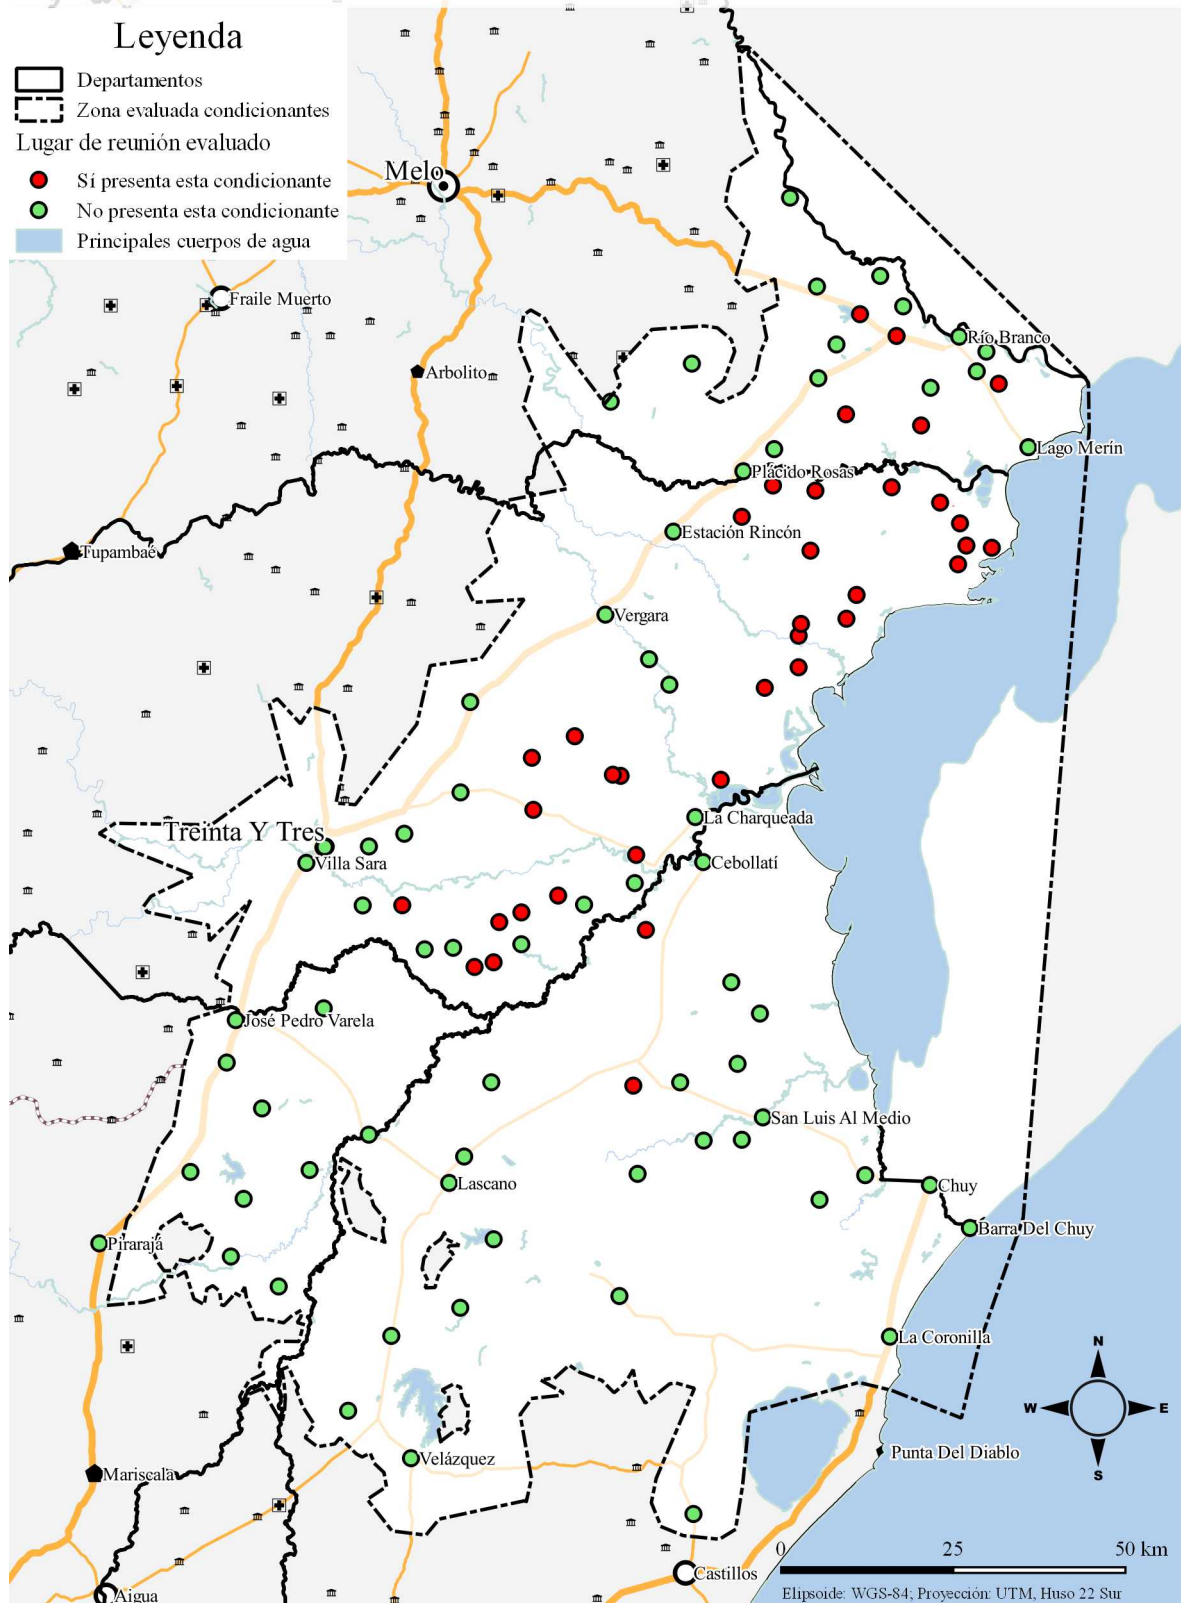 Leyenda
Departamentos
Zona evaluada condicionantes
Lugar de reunión evaluado
Sí presenta esta condicionante
No presenta esta condicionante
Principales cuerpos de agua
Melo
Fraile Muerto
Río Branco
Arbolito
Lago Merín
Plácido Rosas
Estación Rincón
Tupambaé
Vergara
La Charqueada
Treinta Y Tres
Villa Sara
Cebollatí
José Pedro Varela
San Luis Al Medio
Lascano
Chuy
Barra Del Chuy
Pirarajá
La Coronilla
N
W E
S
Punta Del Diablo
Velázquez
Mariscala
0 25 50 km
Castillos
Elipsoide: WGS-84; Proyección: UTM, Huso 22 Sur
Aigua